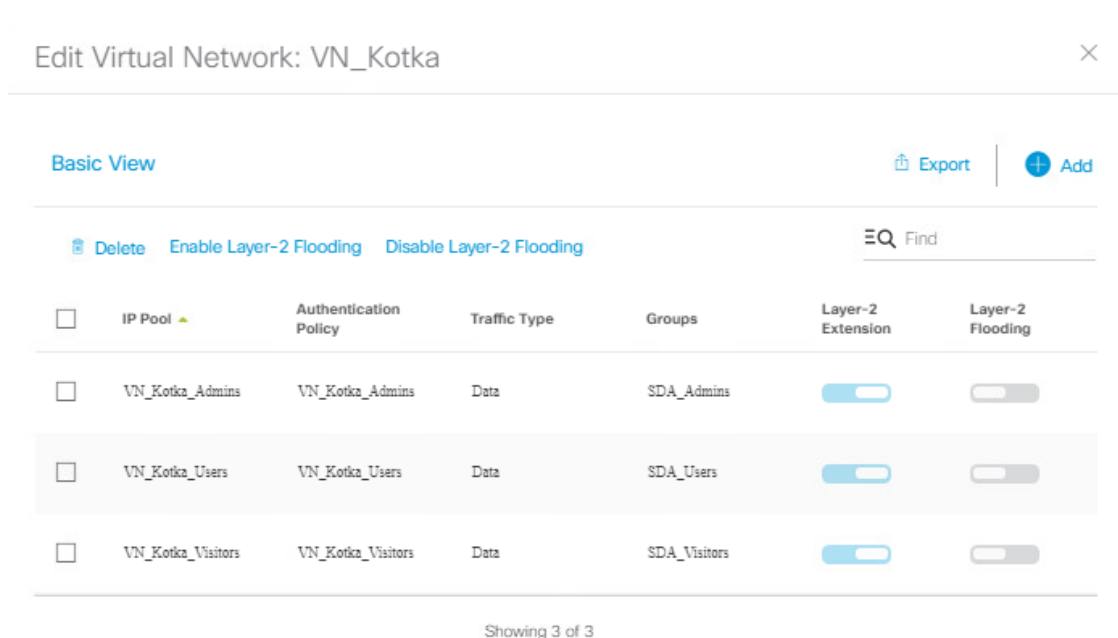 Edit Virtual Network: VN_Kotka
Basic View Export Add
Delete Enable Layer-2 Flooding Disable Layer-2 Flooding Find
IP Pool Authentication Policy Traffic Type Groups Layer-2 Extension Layer-2 Flooding
VN_Kotka_Admins VN_Kotka_Admins Data SDA_Admins
VN_Kotka_Users VN_Kotka_Users Data SDA_Users
VN_Kotka_Visitors VN_Kotka_Visitors Data SDA_Visitors
Showing 3 of 3